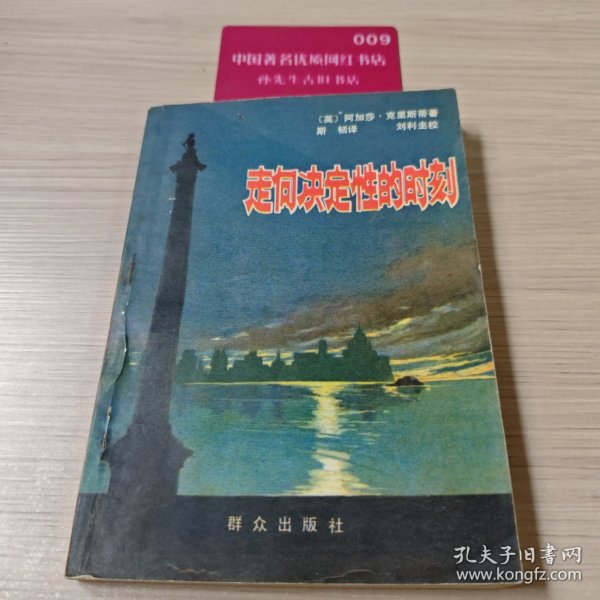 009
中国著名优质网红书店
孙先生古旧书店
〔英〕阿加莎·克里斯蒂著
斯韧译 刘利圭校
走向决定性的时刻
群众出版社
孔夫子旧书网
www.kongfz.com